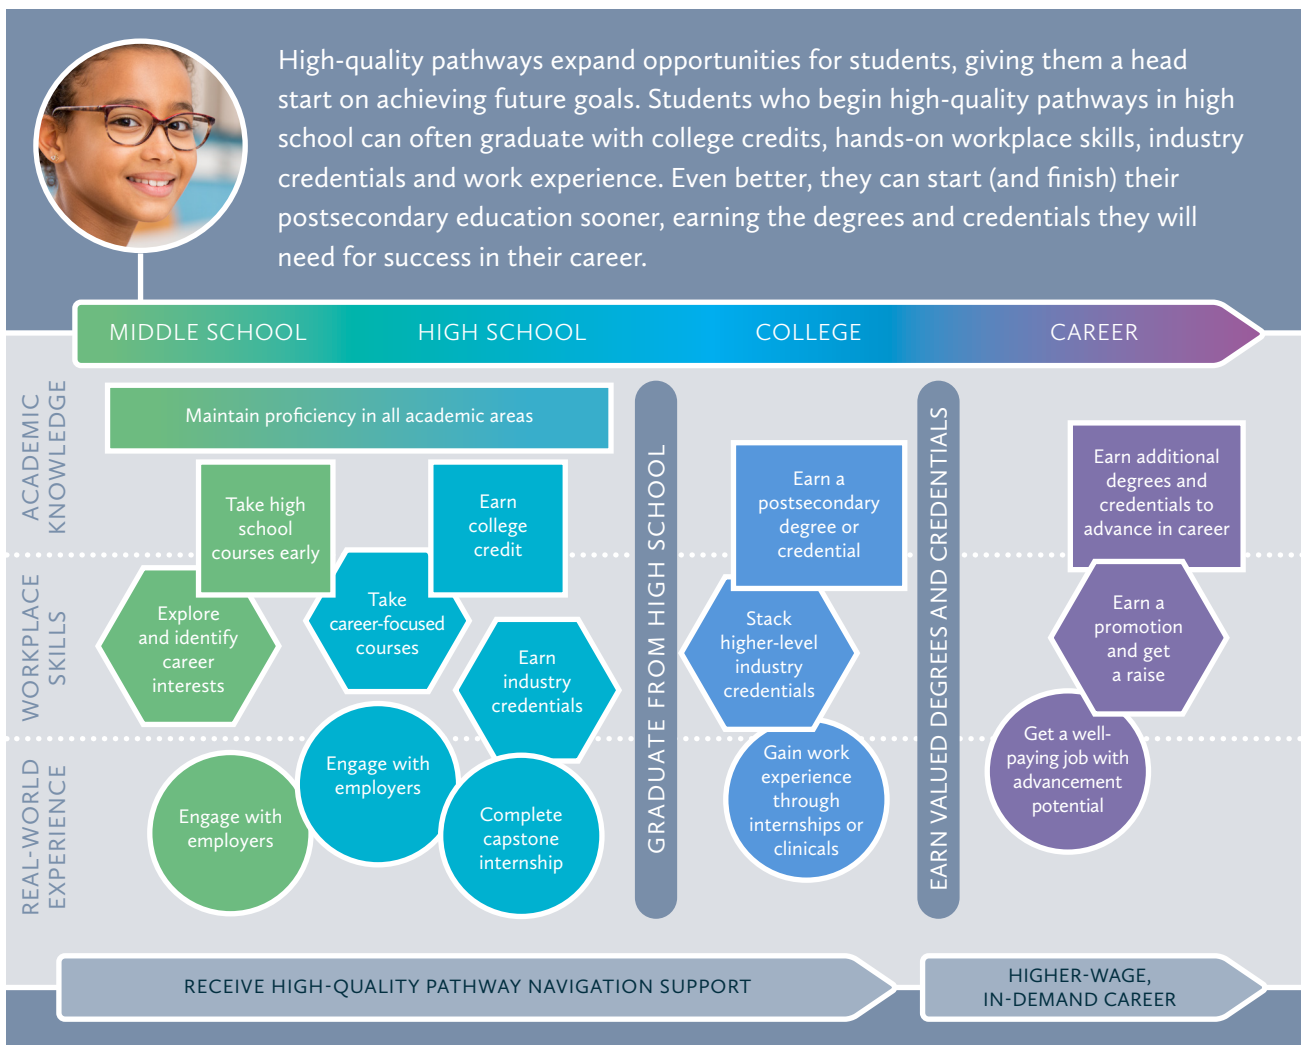 High-quality pathways expand opportunities for students, giving them a head
start on achieving future goals. Students who begin high-quality pathways in high
school can often graduate with college credits, hands-on workplace skills, industry
credentials and work experience. Even better, they can start (and finish) their
postsecondary education sooner, earning the degrees and credentials they will
need for success in their career.
MIDDLE SCHOOL
HIGH SCHOOL
COLLEGE
CAREER
ACADEMIC
KNOWLEDGE
Maintain proficiency in all academic areas
Take high
school
courses early
Earn
college
credit
Earn a
postsecondary
degree or
credential
Earn additional
degrees and
credentials to
advance in career
WORKPLACE
SKILLS
Explore
and identify
career
interests
Take
career-focused
courses
Earn
industry
credentials
Stack
higher-level
industry
credentials
Earn a
promotion
and get
a raise
REAL-WORLD
EXPERIENCE
Engage with
employers
Engage with
employers
Complete
capstone
internship
Gain work
experience
through
internships or
clinicals
Get a well-
paying job with
advancement
potential
GRADUATE FROM HIGH SCHOOL
EARN VALUED DEGREES AND CREDENTIALS
RECEIVE HIGH-QUALITY PATHWAY NAVIGATION SUPPORT
HIGHER-WAGE,
IN-DEMAND CAREER